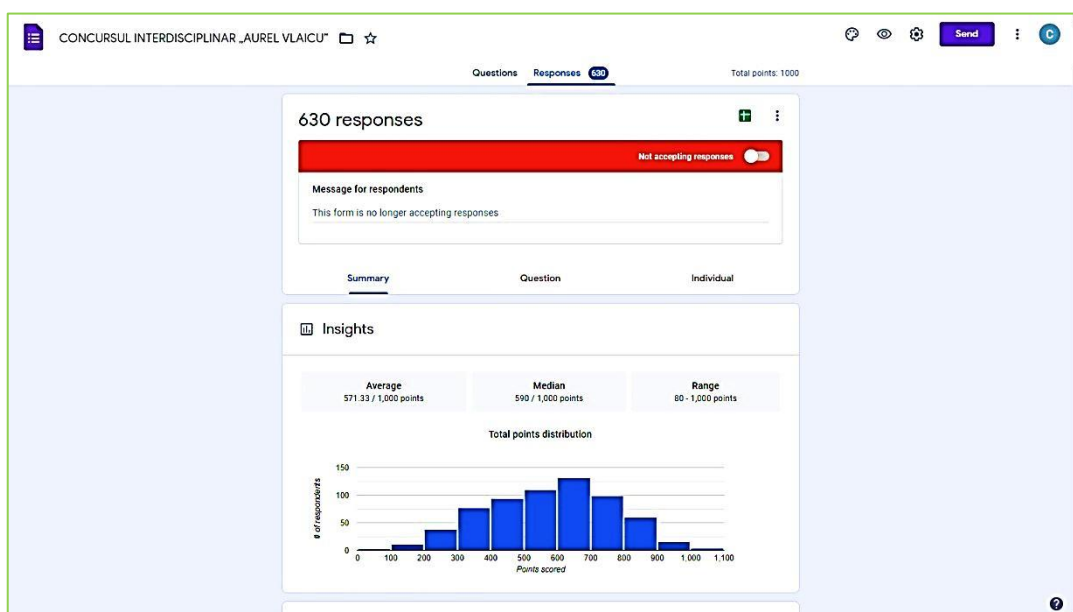 CONCURSUL INTERDISCIPLINAR „AUREL VLAICU"
Send
C
Questions Responses 630 Total points: 1000
630 responses
Not accepting responses
Message for respondents
This form is no longer accepting responses
Summary Question Individual
Insights
Average Median Range
571.33 / 1,000 points 590 / 1,000 points 80 - 1,000 points
Total points distribution
# of respondents
150
100
50
0
0 100 200 300 400 500 600 700 800 900 1,000 1,100
Points scored
?